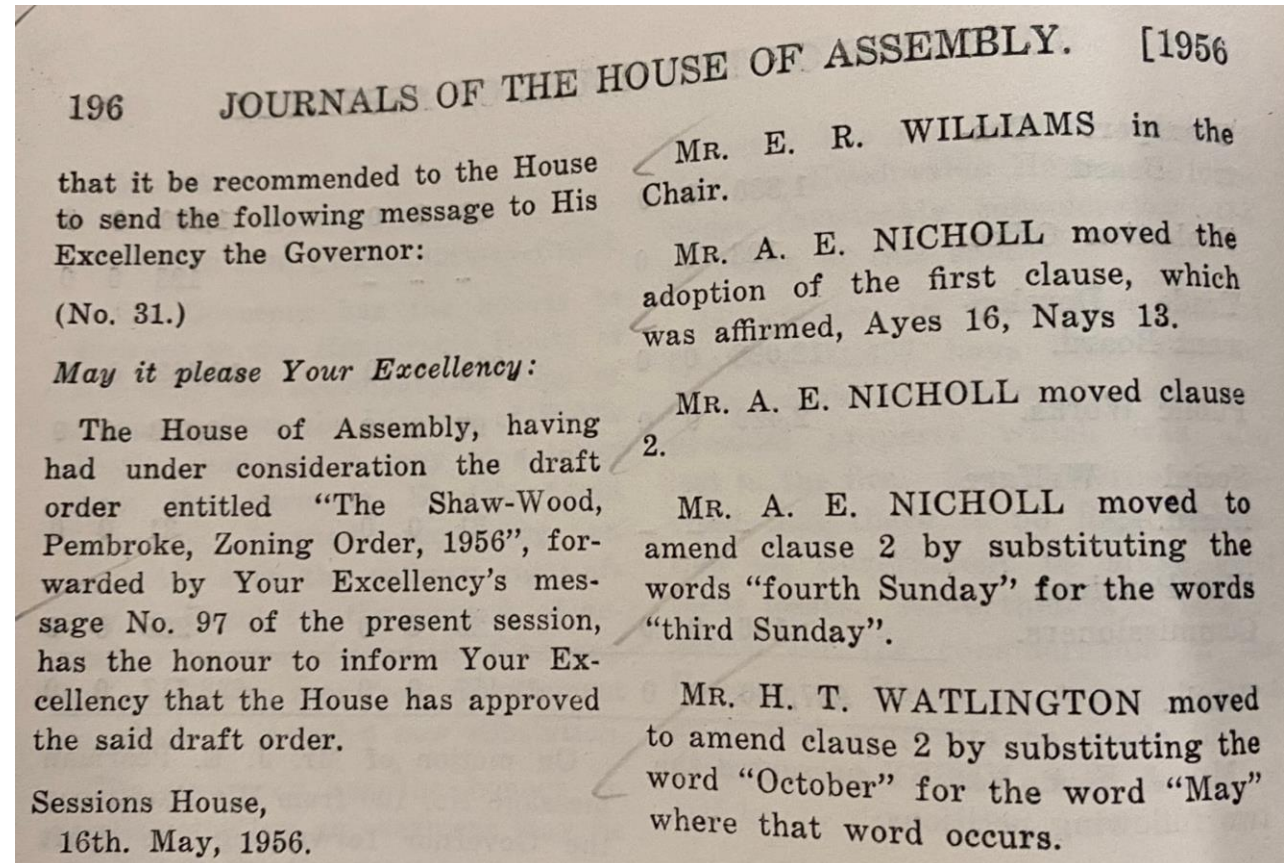 196 JOURNALS OF THE HOUSE OF ASSEMBLY. [1956
that it be recommended to the House
to send the following message to His
Excellency the Governor:
(No. 31.)
May it please Your Excellency:
The House of Assembly, having
had under consideration the draft
order entitled “The Shaw-Wood,
Pembroke, Zoning Order, 1956”, for-
warded by Your Excellency’s mes-
sage No. 97 of the present session,
has the honour to inform Your Ex-
cellency that the House has approved
the said draft order.
Sessions House,
16th. May, 1956.
MR. E. R. WILLIAMS in the
Chair.
MR. A. E. NICHOLL moved the
adoption of the first clause, which
was affirmed, Ayes 16, Nays 13.
MR. A. E. NICHOLL moved clause
2.
MR. A. E. NICHOLL moved to
amend clause 2 by substituting the
words “fourth Sunday” for the words
“third Sunday”.
MR. H. T. WATLINGTON moved
to amend clause 2 by substituting the
word “October” for the word “May”
where that word occurs.